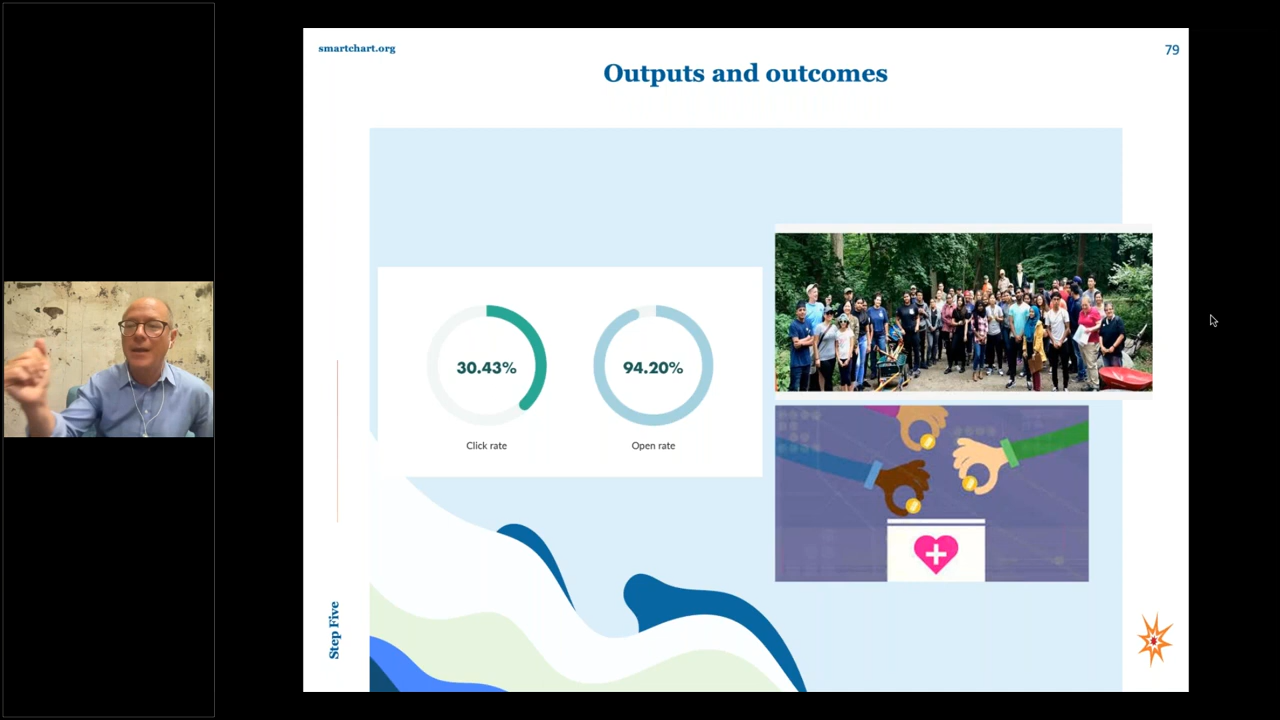 smartchart.org
79
Outputs and outcomes
30.43%
94.20%
Click rate
Open rate
Step Five